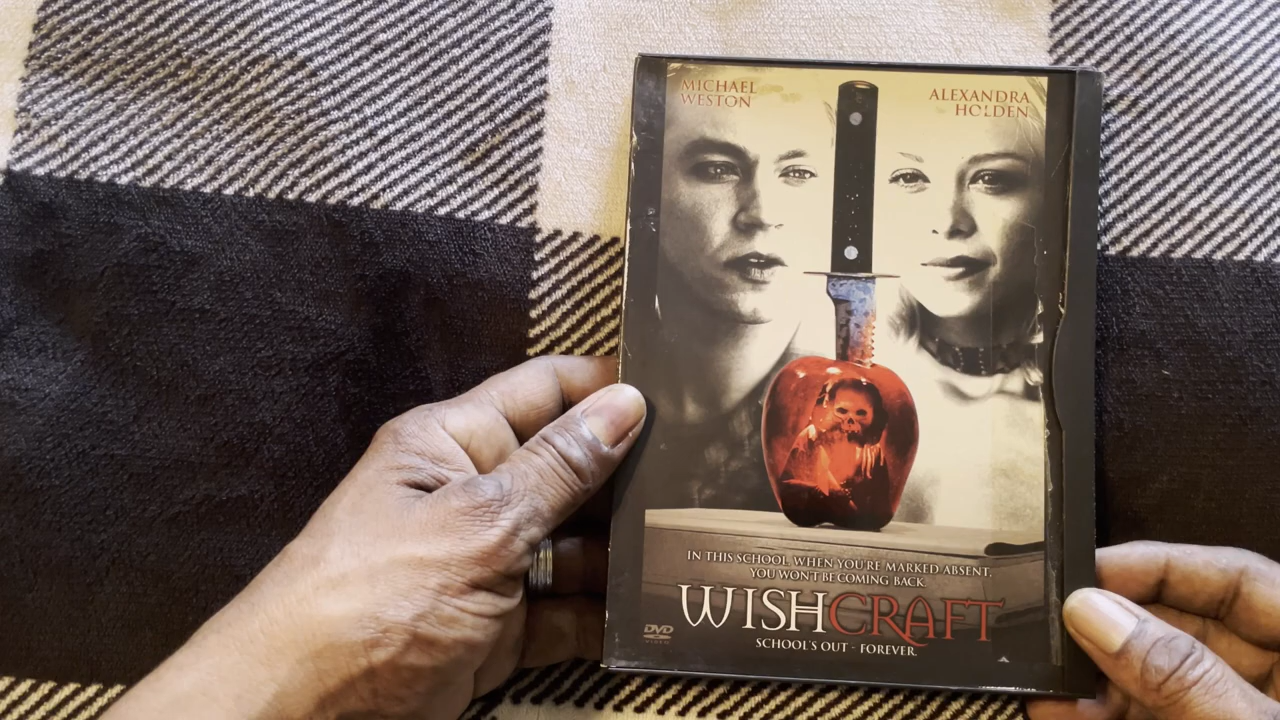 MICHAEL
WESTON
ALEXANDRA
HOLDEN
IN THIS SCHOOL, WHEN YOU'RE MARKED ABSENT,
YOU WON'T BE COMING BACK.
WISHCRAFT
DVD
VIDEO
SCHOOL'S OUT - FOREVER.